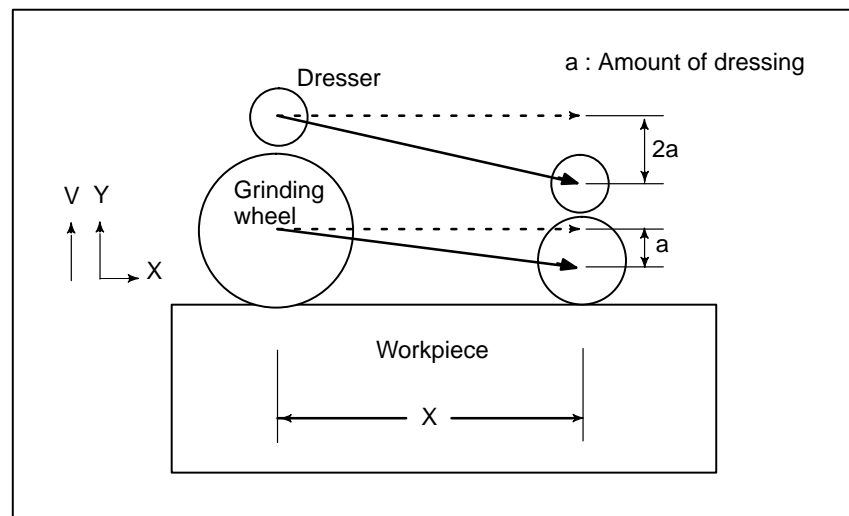 a : Amount of dressing
Dresser
2a
Grinding
wheel
V Y
X
a
Workpiece
X